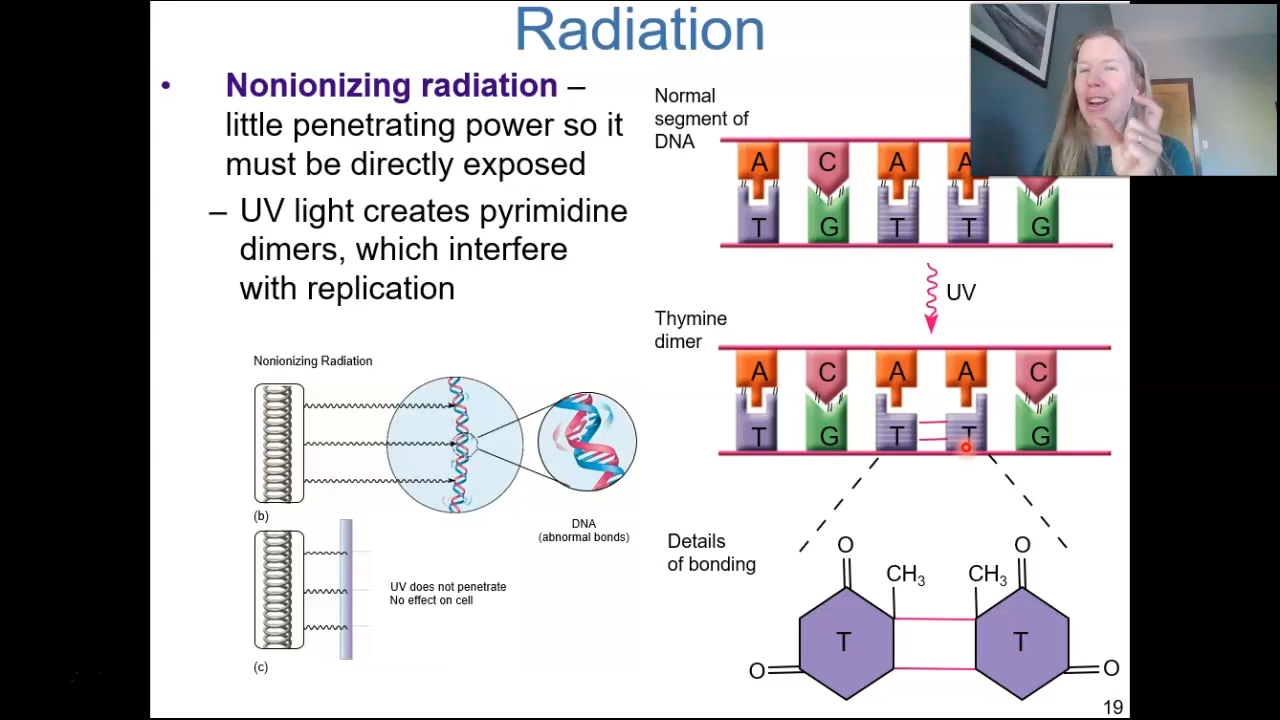 Radiation
• Nonionizing radiation –
little penetrating power so it
must be directly exposed
– UV light creates pyrimidine
dimers, which interfere
with replication
Nonionizing Radiation
(b)
DNA
(abnormal bonds)
UV does not penetrate
No effect on cell
(c)
Normal
segment of
DNA
A C A A
T G T T G
UV
Thymine
dimer
A C A A C
T G T T G
Details
of bonding
O O
CH₃ CH₃
T T
O O
19